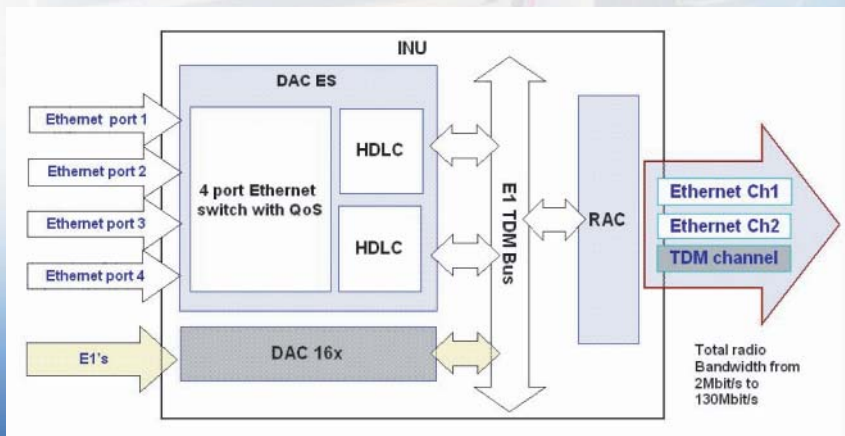 INU
DAC ES
Ethernet port 1
Ethernet port 2
Ethernet port 3
Ethernet port 4
4 port Ethernet
switch with QoS
HDLC
HDLC
E1 TDM Bus
RAC
Ethernet Ch1
Ethernet Ch2
TDM channel
E1's
DAC 16x
Total radio
Bandwidth from
2Mbit/s to
130Mbit/s